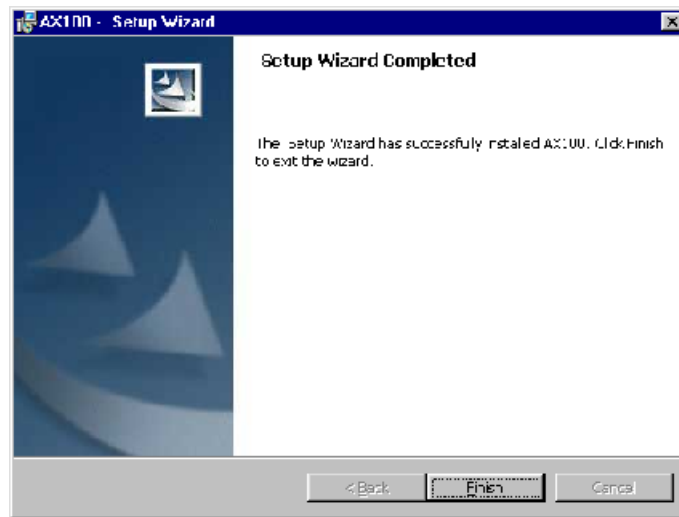 AX100 - Setup Wizard
Setup Wizard Completed
The Setup Wizard has successfully installed AX100. Click Finish
to exit the wizard.
< Back
Finish
Cancel